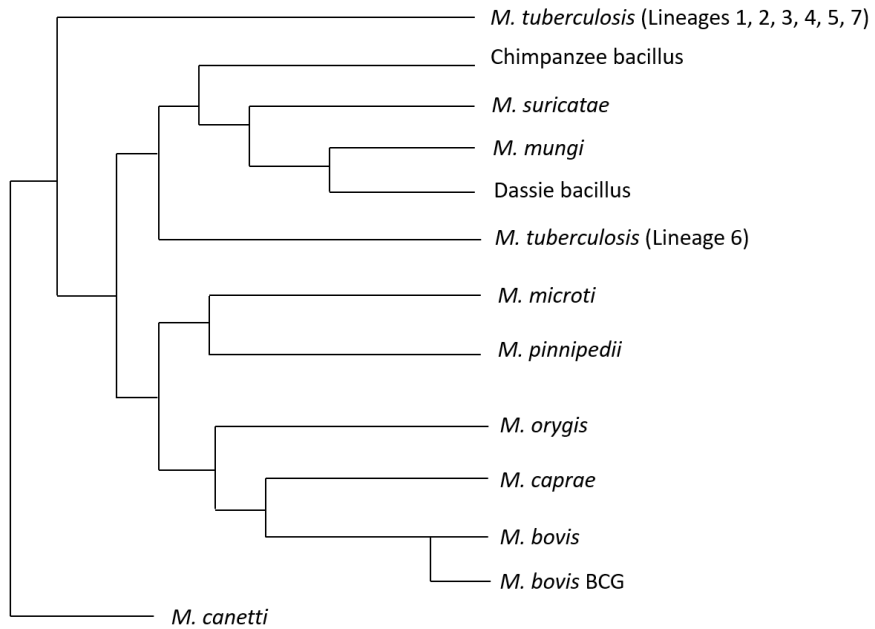 M. tuberculosis (Lineages 1, 2, 3, 4, 5, 7)
Chimpanzee bacillus
M. suricatae
M. mungi
Dassie bacillus
M. tuberculosis (Lineage 6)
M. microti
M. pinnipedii
M. orygis
M. caprae
M. bovis
M. bovis BCG
M. canetti